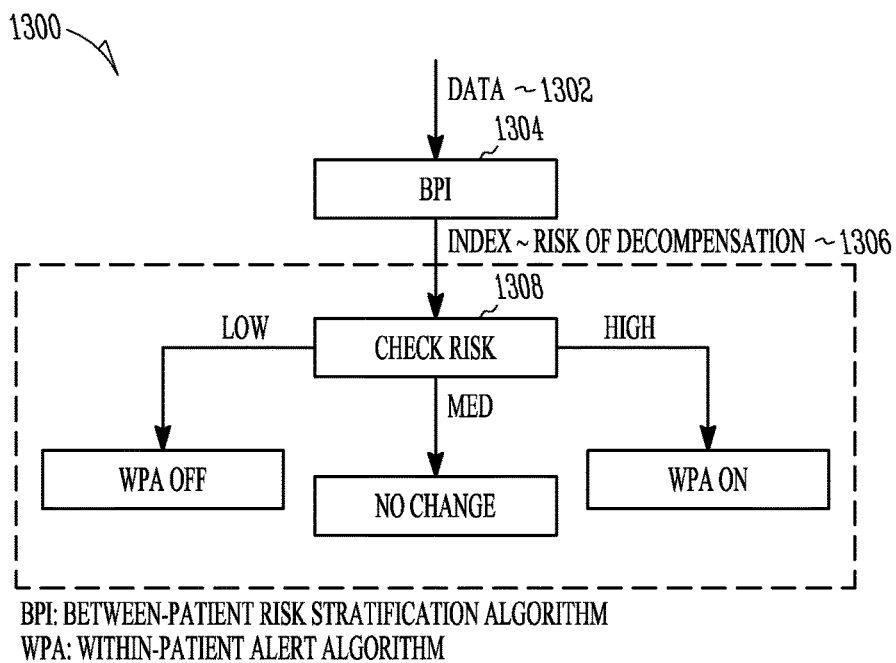 1300
DATA ~1302
1304
BPI
INDEX ~ RISK OF DECOMPENSATION ~1306
1308
LOW
CHECK RISK
HIGH
MED
WPA OFF
NO CHANGE
WPA ON
BPI: BETWEEN-PATIENT RISK STRATIFICATION ALGORITHM
WPA: WITHIN-PATIENT ALERT ALGORITHM